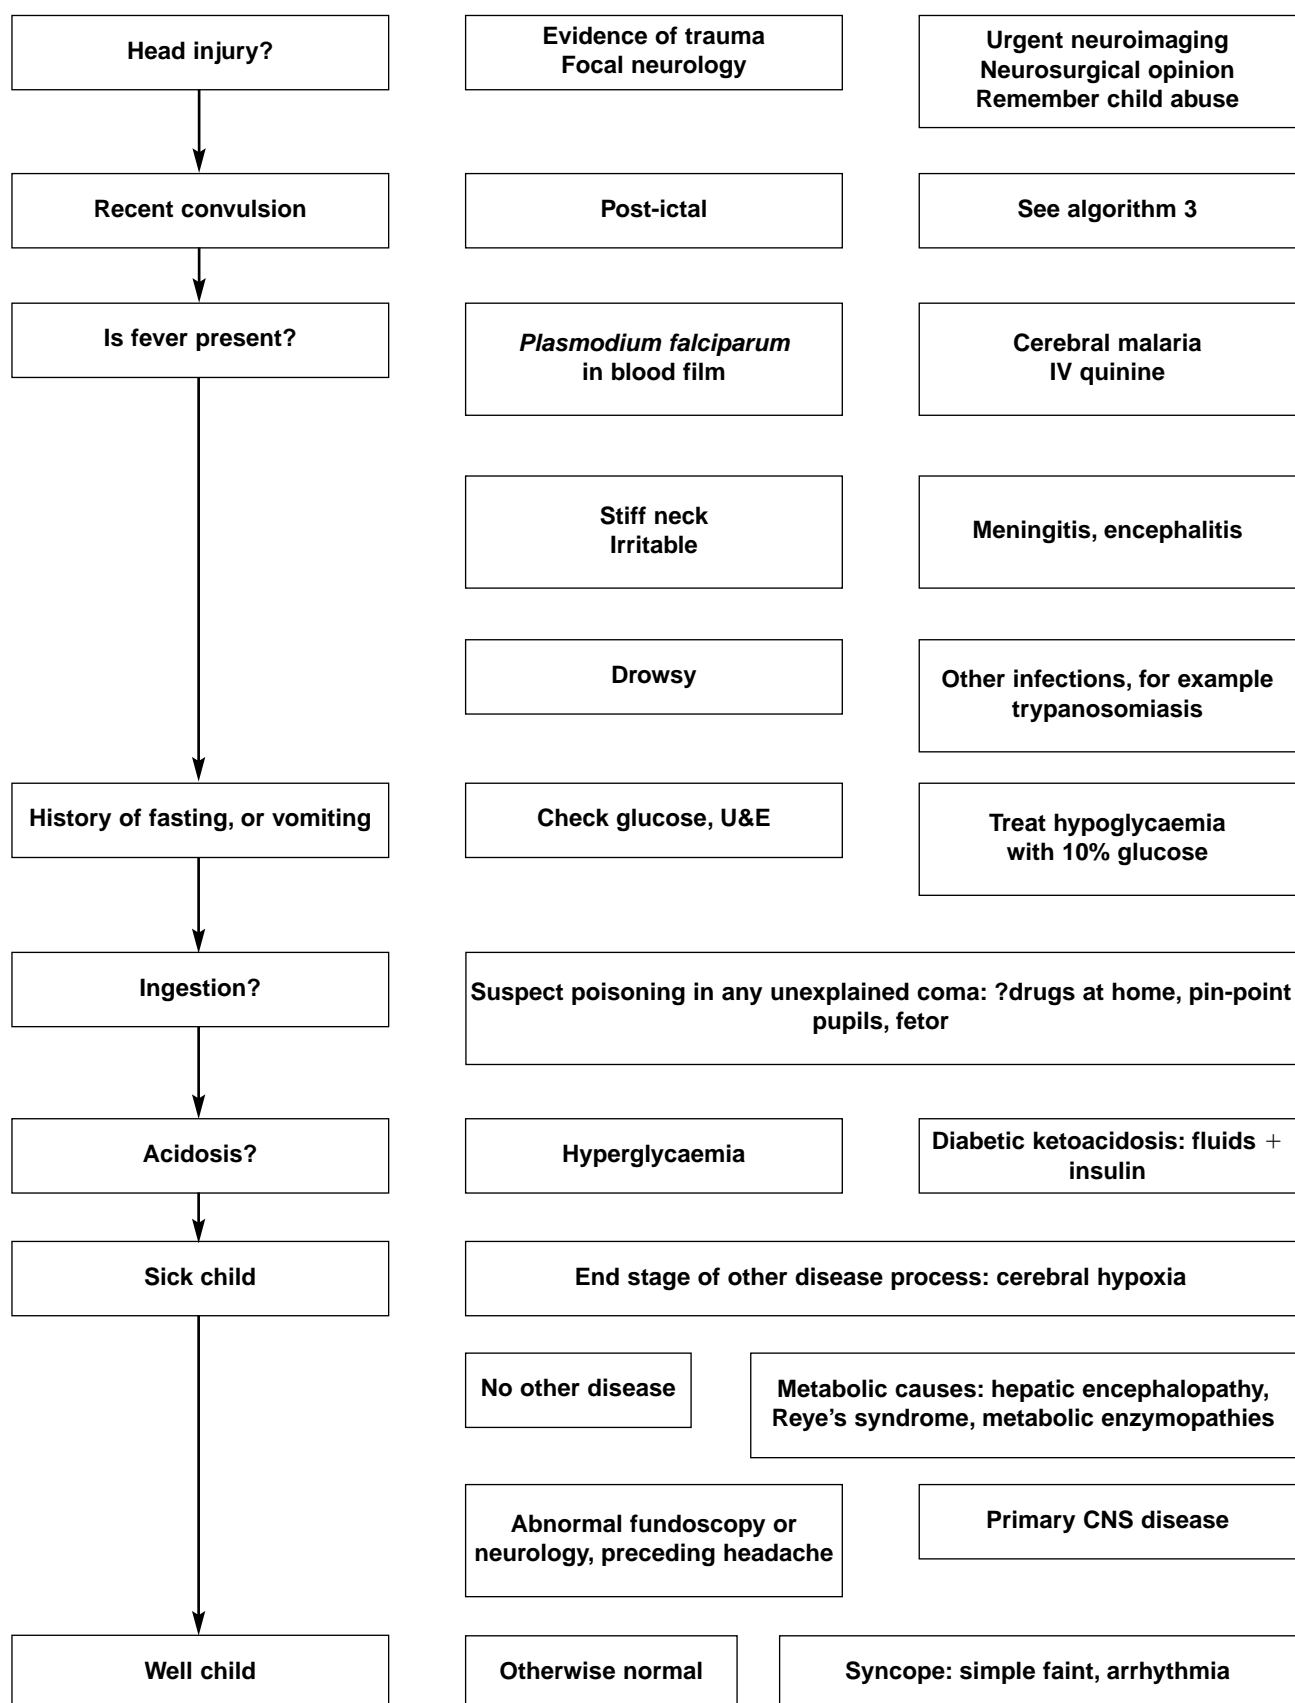 Head injury?
Evidence of trauma
Focal neurology
Urgent neuroimaging
Neurosurgical opinion
Remember child abuse
Recent convulsion
Post-ictal
See algorithm 3
Is fever present?
Plasmodium falciparum
in blood film
Cerebral malaria
IV quinine
Stiff neck
Irritable
Meningitis, encephalitis
Drowsy
Other infections, for example
trypanosomiasis
History of fasting, or vomiting
Check glucose, U&E
Treat hypoglycaemia
with 10% glucose
Ingestion?
Suspect poisoning in any unexplained coma: ?drugs at home, pin-point
pupils, fetor
Acidosis?
Hyperglycaemia
Diabetic ketoacidosis: fluids +
insulin
Sick child
End stage of other disease process: cerebral hypoxia
No other disease
Metabolic causes: hepatic encephalopathy,
Reye’s syndrome, metabolic enzymopathies
Abnormal fundoscopy or
neurology, preceding headache
Primary CNS disease
Well child
Otherwise normal
Syncope: simple faint, arrhythmia